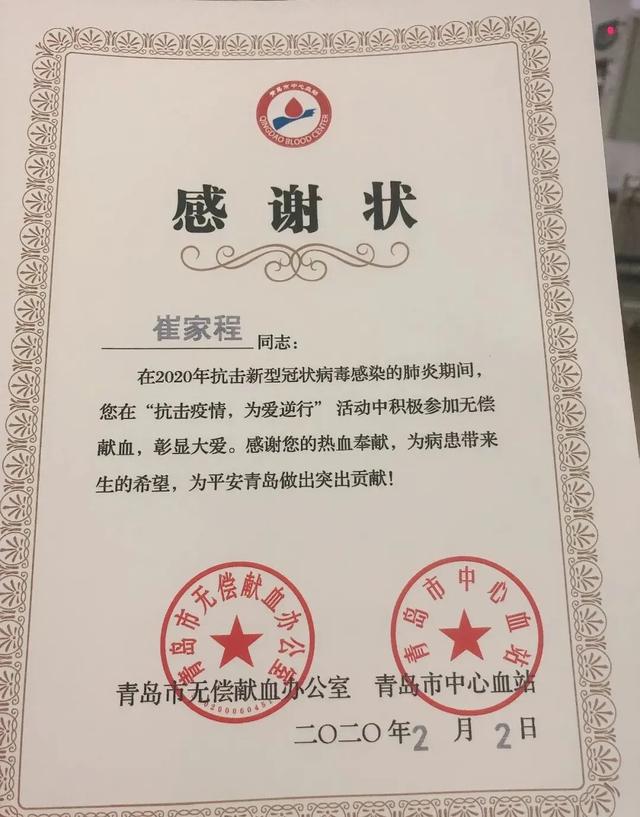 青岛市中心血站
QINGDAO BLOOD CENTER
感谢状
崔家程 同志：
在2020年抗击新型冠状病毒感染的肺炎期间，
您在“抗击疫情，为爱逆行”活动中积极参加无偿
献血，彰显大爱。感谢您的热血奉献，为病患带来
生的希望，为平安青岛做出突出贡献！
青岛市无偿献血办公室
青岛市中心血站
青岛市无偿献血办公室 青岛市中心血站
二〇二〇年2月2日